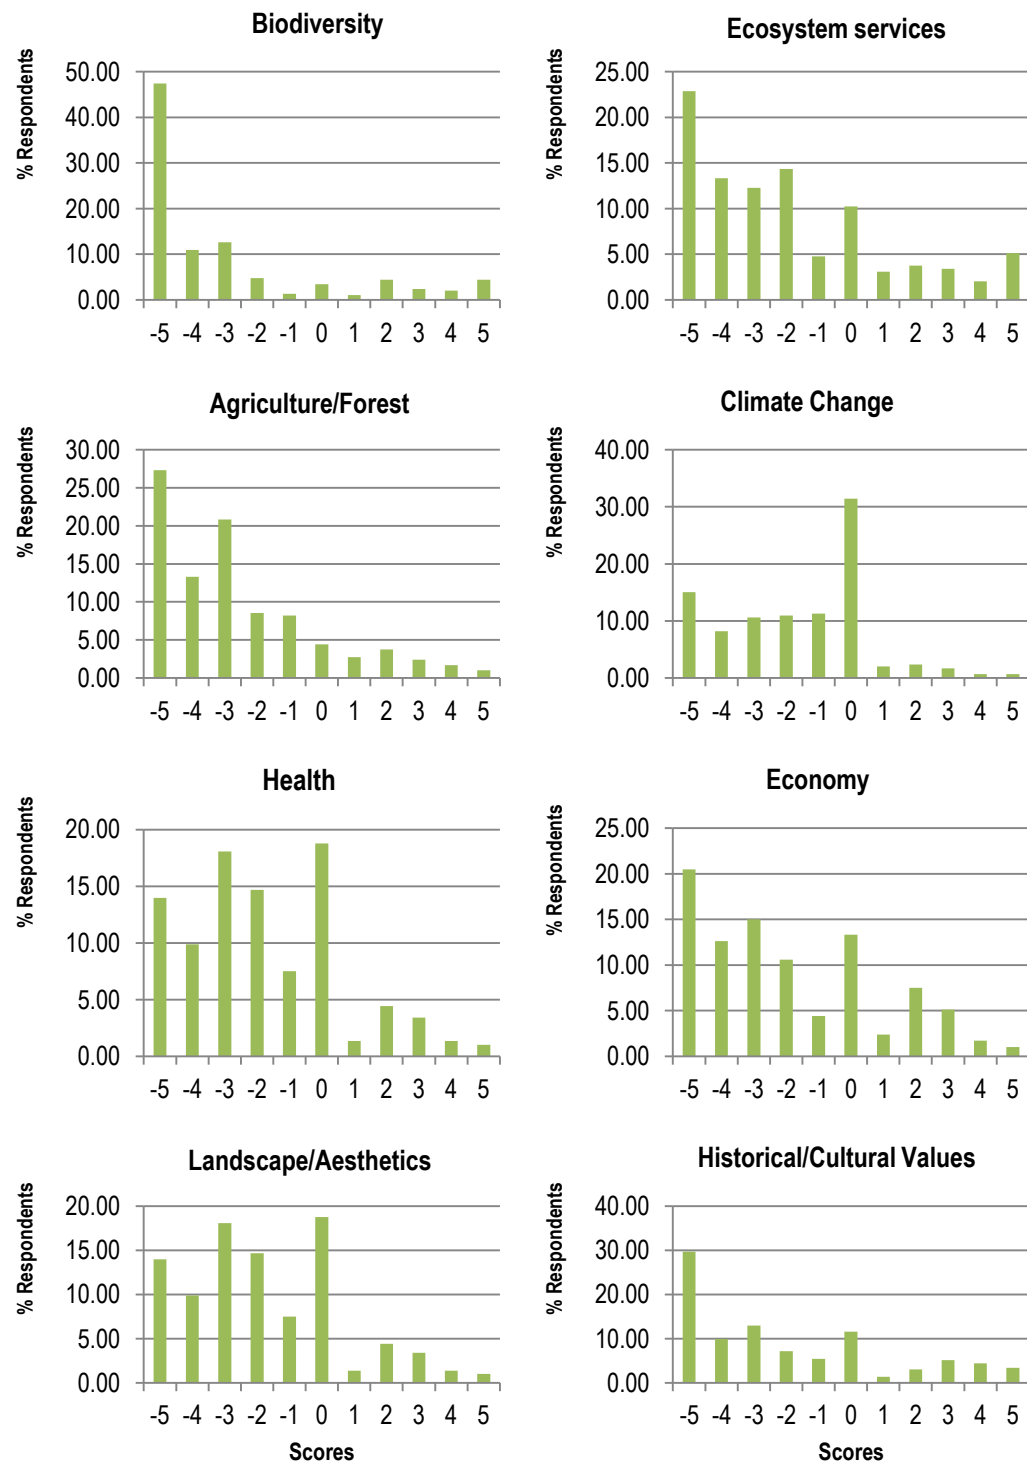 Biodiversity
% Respondents
50.00
40.00
30.00
20.00
10.00
0.00
-5 -4 -3 -2 -1 0 1 2 3 4 5
Ecosystem services
% Respondents
25.00
20.00
15.00
10.00
5.00
0.00
-5 -4 -3 -2 -1 0 1 2 3 4 5
Agriculture/Forest
% Respondents
30.00
25.00
20.00
15.00
10.00
5.00
0.00
-5 -4 -3 -2 -1 0 1 2 3 4 5
Climate Change
% Respondents
40.00
30.00
20.00
10.00
0.00
-5 -4 -3 -2 -1 0 1 2 3 4 5
Health
% Respondents
20.00
15.00
10.00
5.00
0.00
-5 -4 -3 -2 -1 0 1 2 3 4 5
Economy
% Respondents
25.00
20.00
15.00
10.00
5.00
0.00
-5 -4 -3 -2 -1 0 1 2 3 4 5
Landscape/Aesthetics
% Respondents
20.00
15.00
10.00
5.00
0.00
-5 -4 -3 -2 -1 0 1 2 3 4 5
Scores
Historical/Cultural Values
% Respondents
40.00
30.00
20.00
10.00
0.00
-5 -4 -3 -2 -1 0 1 2 3 4 5
Scores